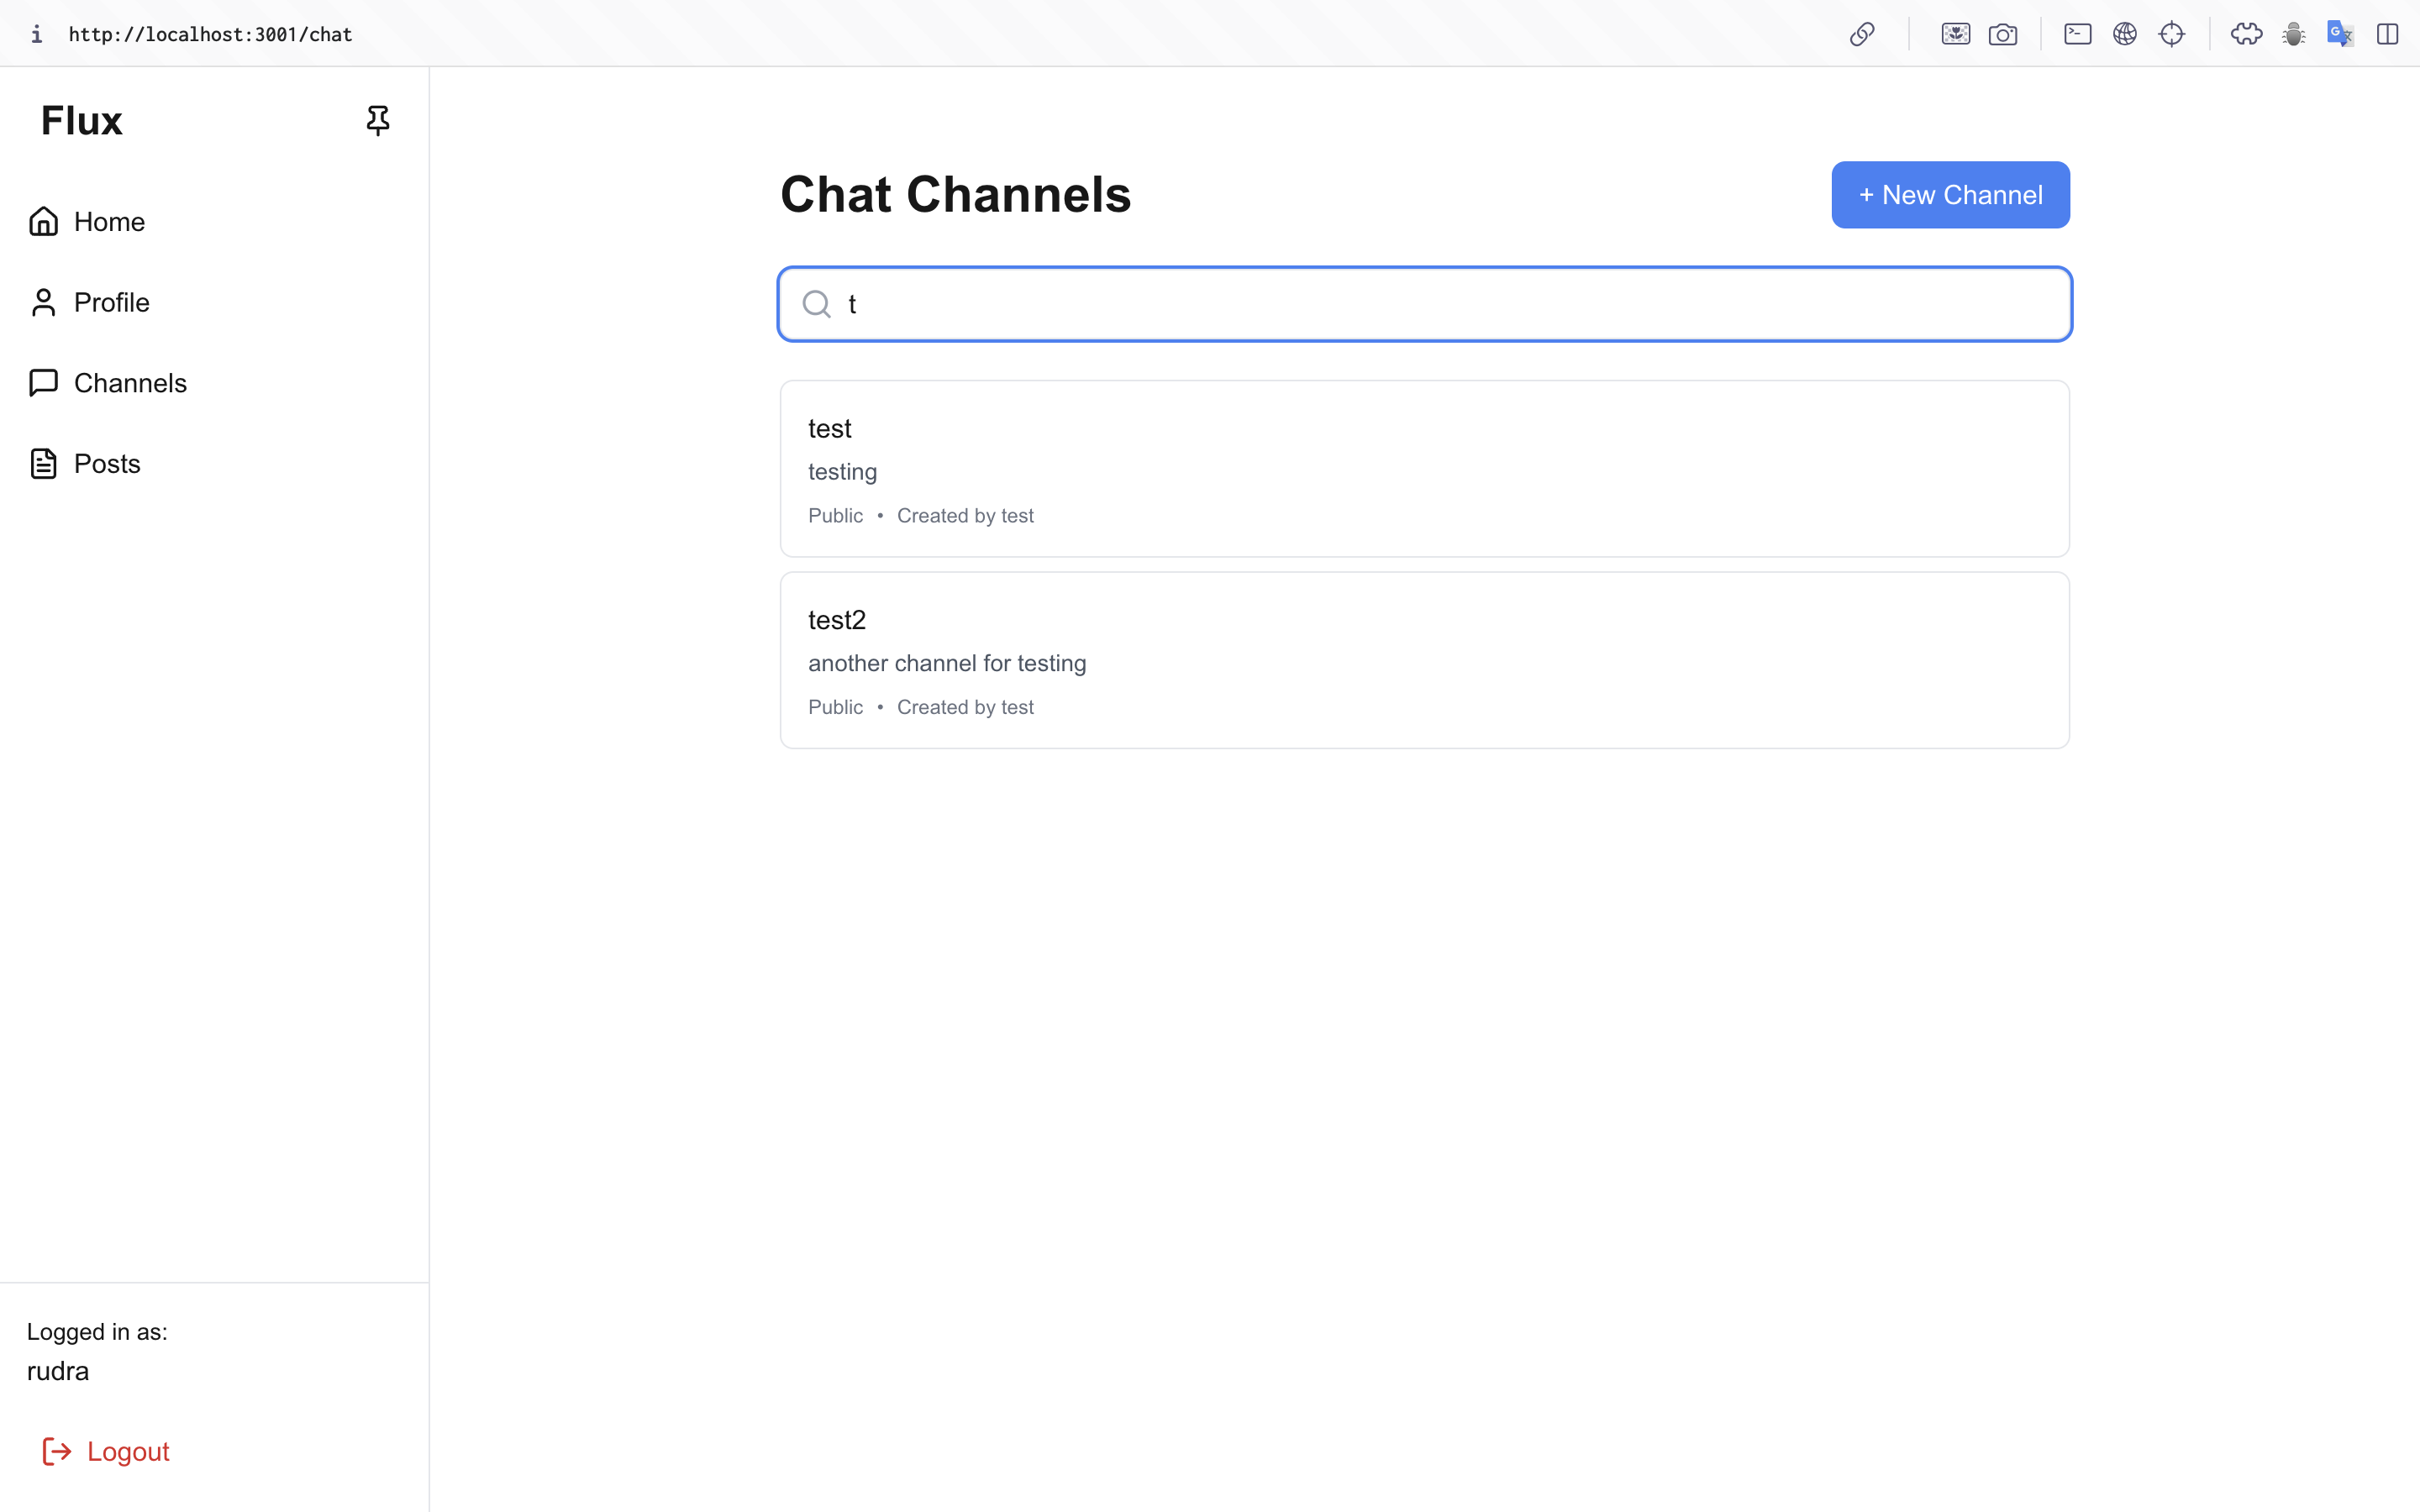 http://localhost:3001/chat
Flux
Home
Profile
Channels
Posts
Chat Channels
+ New Channel
t
test
testing
Public • Created by test
test2
another channel for testing
Public • Created by test
Logged in as:
rudra
Logout